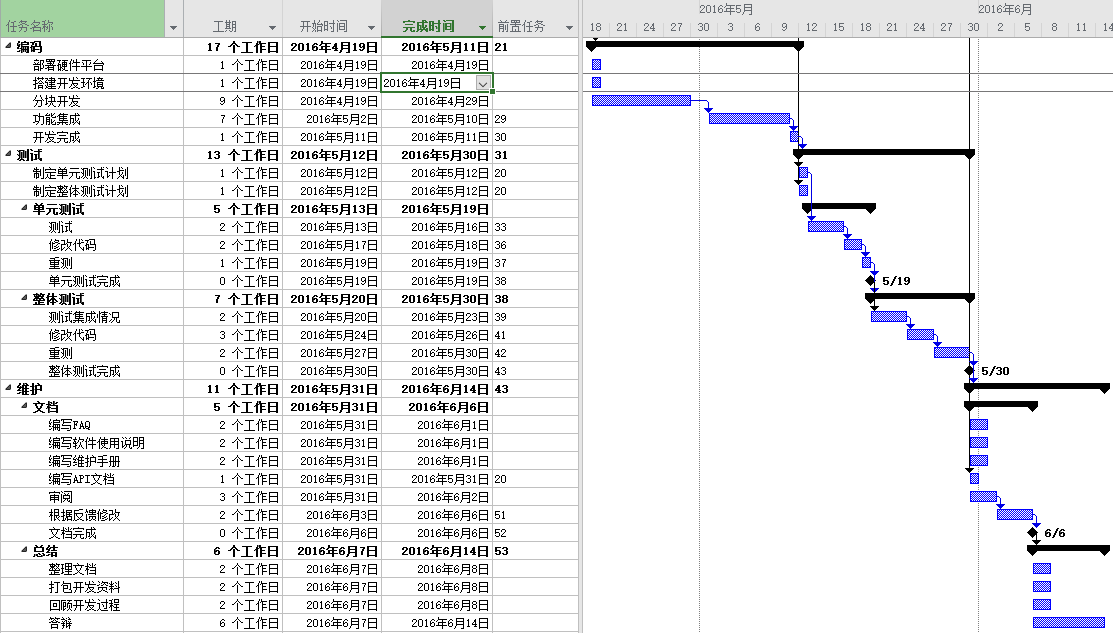 2016年5月 2016年6月
任务名称 工期 开始时间 完成时间 前置任务 18 21 24 27 30 3 6 9 12 15 18 21 24 27 30 2 5 8 11 14
编码 17 个工作日 2016年4月19日 2016年5月11日 21
部署硬件平台 1 个工作日 2016年4月19日 2016年4月19日
搭建开发环境 1 个工作日 2016年4月19日 2016年4月19日
分块开发 9 个工作日 2016年4月19日 2016年4月29日
功能集成 7 个工作日 2016年5月2日 2016年5月10日 29
开发完成 1 个工作日 2016年5月11日 2016年5月11日 30
测试 13 个工作日 2016年5月12日 2016年5月30日 31
制定单元测试计划 1 个工作日 2016年5月12日 2016年5月12日 20
制定整体测试计划 1 个工作日 2016年5月12日 2016年5月12日 20
单元测试 5 个工作日 2016年5月13日 2016年5月19日
测试 2 个工作日 2016年5月13日 2016年5月16日 33
修改代码 2 个工作日 2016年5月17日 2016年5月18日 36
重测 1 个工作日 2016年5月19日 2016年5月19日 37
单元测试完成 0 个工作日 2016年5月19日 2016年5月19日 38 5/19
整体测试 7 个工作日 2016年5月20日 2016年5月30日 38
测试集成情况 2 个工作日 2016年5月20日 2016年5月23日 39
修改代码 3 个工作日 2016年5月24日 2016年5月26日 41
重测 2 个工作日 2016年5月27日 2016年5月30日 42
整体测试完成 0 个工作日 2016年5月30日 2016年5月30日 43 5/30
维护 11 个工作日 2016年5月31日 2016年6月14日 43
文档 5 个工作日 2016年5月31日 2016年6月6日
编写FAQ 2 个工作日 2016年5月31日 2016年6月1日
编写软件使用说明 2 个工作日 2016年5月31日 2016年6月1日
编写维护手册 2 个工作日 2016年5月31日 2016年6月1日
编写API文档 1 个工作日 2016年5月31日 2016年5月31日 20
审阅 3 个工作日 2016年5月31日 2016年6月2日
根据反馈修改 2 个工作日 2016年6月3日 2016年6月6日 51
文档完成 0 个工作日 2016年6月6日 2016年6月6日 52 6/6
总结 6 个工作日 2016年6月7日 2016年6月14日 53
整理文档 2 个工作日 2016年6月7日 2016年6月8日
打包开发资料 2 个工作日 2016年6月7日 2016年6月8日
回顾开发过程 2 个工作日 2016年6月7日 2016年6月8日
答辩 6 个工作日 2016年6月7日 2016年6月14日